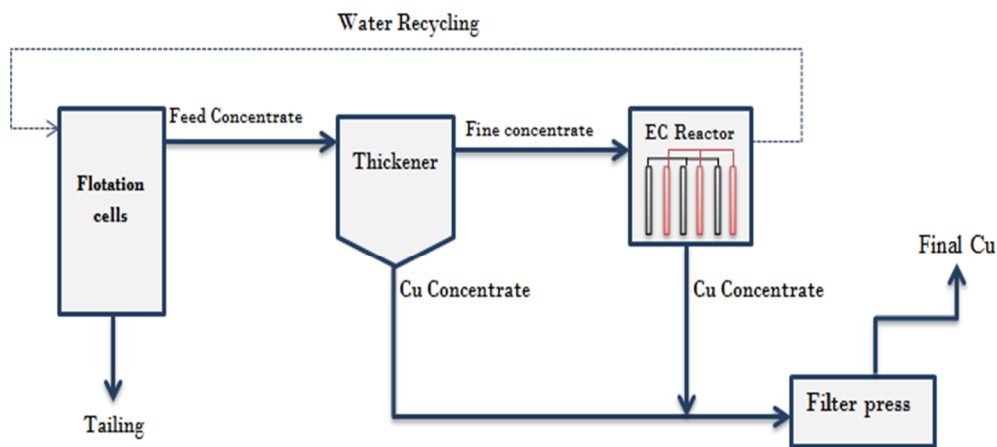 Water Recycling
Feed Concentrate
Fine concentrate
EC Reactor
Thickener
Flotation
cells
Final Cu
Cu Concentrate
Cu Concentrate
Filter press
Tailing